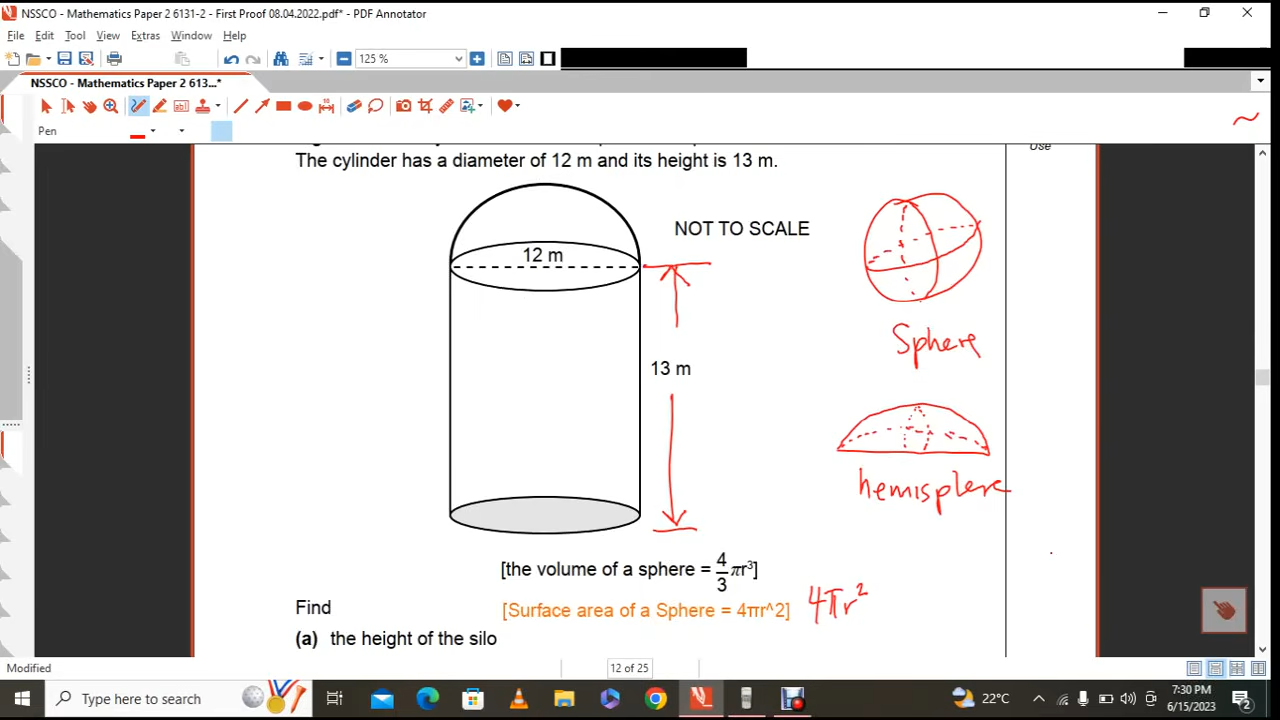 NSSCO - Mathematics Paper 2 6131-2 - First Proof 08.04.2022.pdf* - PDF Annotator
File Edit Tool View Extras Window Help
125 %
NSSCO - Mathematics Paper 2 613...*
Pen
Use
The cylinder has a diameter of 12 m and its height is 13 m.
NOT TO SCALE
12 m
Sphere
13 m
hemisphere
[the volume of a sphere = 4/3 πr³]
Find
[Surface area of a Sphere = 4πr^2] 4πr²
(a) the height of the silo
Modified
12 of 25
Type here to search
22°C
7:30 PM
6/15/2023
2